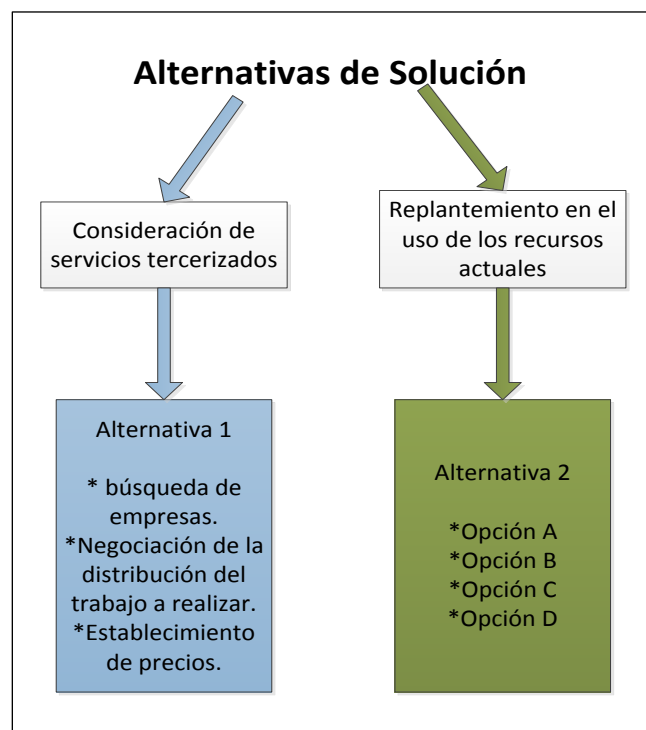 Alternativas de Solución
Consideración de
servicios tercerizados
Replantemiento en el
uso de los recursos
actuales
Alternativa 1
* búsqueda de
empresas.
*Negociación de la
distribución del
trabajo a realizar.
*Establecimiento
de precios.
Alternativa 2
*Opción A
*Opción B
*Opción C
*Opción D